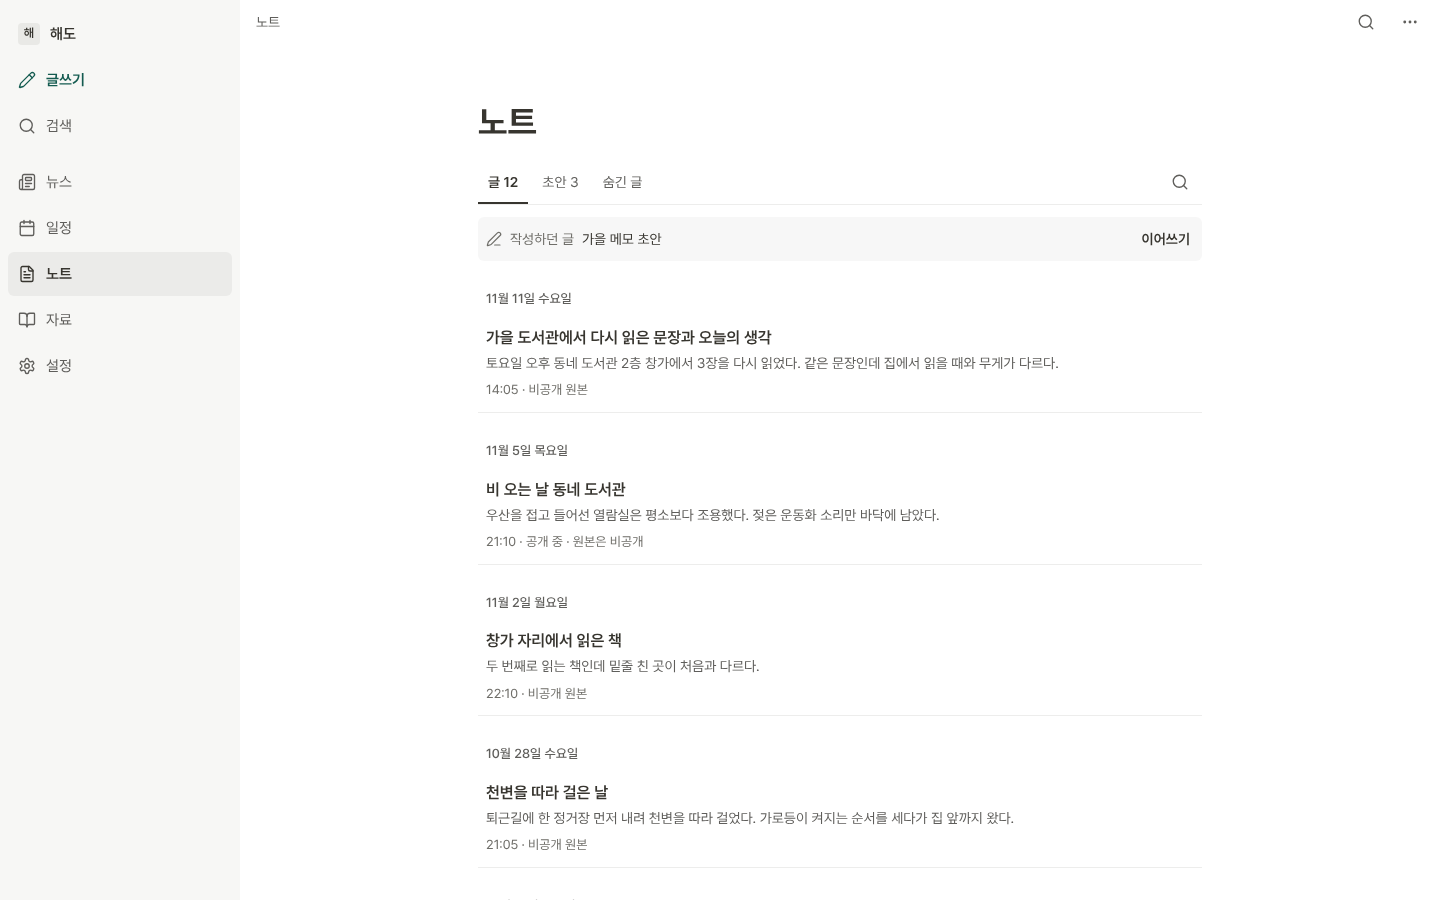 해 해도
글쓰기
검색
뉴스
일정
노트
자료
설정
노트
노트
글 12 초안 3 숨긴 글
작성하던 글 가을 메모 초안 이어쓰기
11월 11일 수요일
가을 도서관에서 다시 읽은 문장과 오늘의 생각
토요일 오후 동네 도서관 2층 창가에서 3장을 다시 읽었다. 같은 문장인데 집에서 읽을 때와 무게가 다르다.
14:05 · 비공개 원본
11월 5일 목요일
비 오는 날 동네 도서관
우산을 접고 들어선 열람실은 평소보다 조용했다. 젖은 운동화 소리만 바닥에 남았다.
21:10 · 공개 중 · 원본은 비공개
11월 2일 월요일
창가 자리에서 읽은 책
두 번째로 읽는 책인데 밑줄 친 곳이 처음과 다르다.
22:10 · 비공개 원본
10월 28일 수요일
천변을 따라 걸은 날
퇴근길에 한 정거장 먼저 내려 천변을 따라 걸었다. 가로등이 켜지는 순서를 세다가 집 앞까지 왔다.
21:05 · 비공개 원본